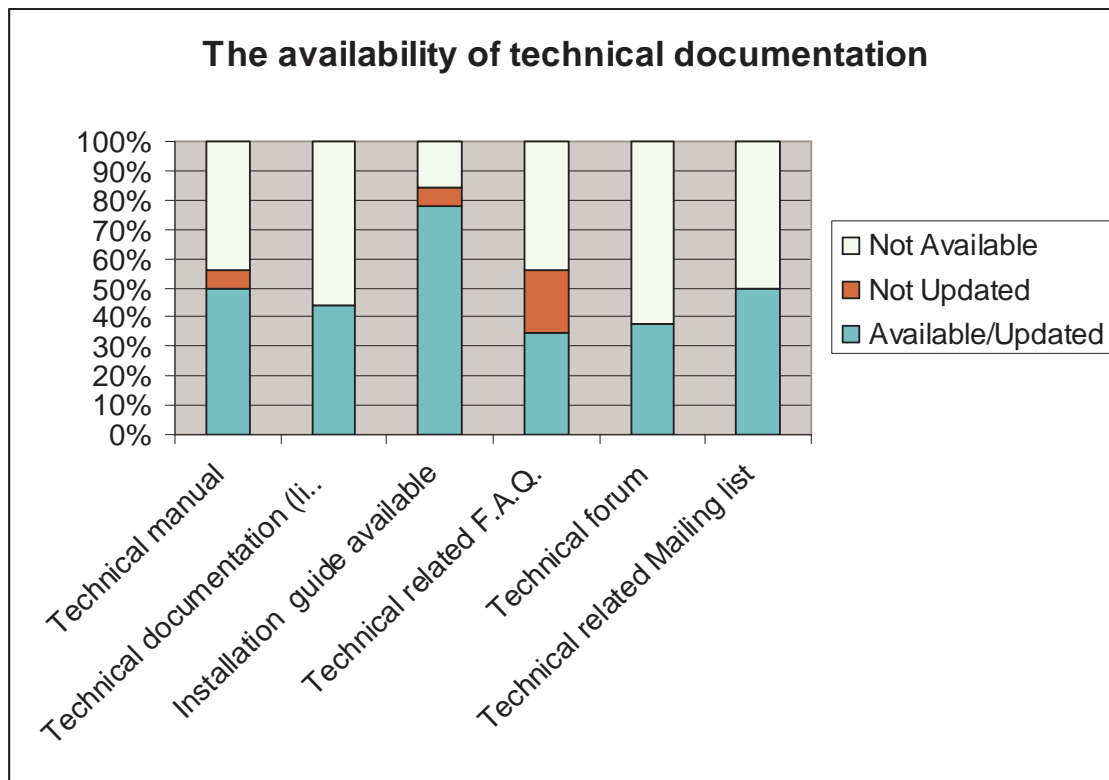 The availability of technical documentation
100%
90%
80%
70%
60%
50%
40%
30%
20%
10%
0%
Not Available
Not Updated
Available/Updated
Technical manual
Technical documentation (li..
Installation guide available
Technical related F.A.Q.
Technical forum
Technical related Mailing list